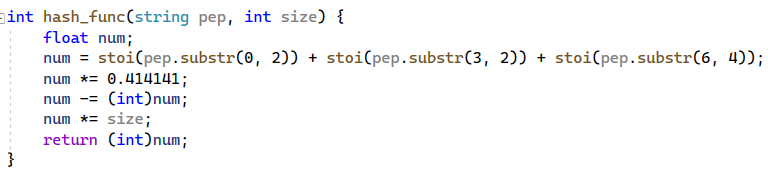 int hash_func(string pep, int size) {
    float num;
    num = stoi(pep.substr(0, 2)) + stoi(pep.substr(3, 2)) + stoi(pep.substr(6, 4));
    num *= 0.414141;
    num -= (int)num;
    num *= size;
    return (int)num;
}